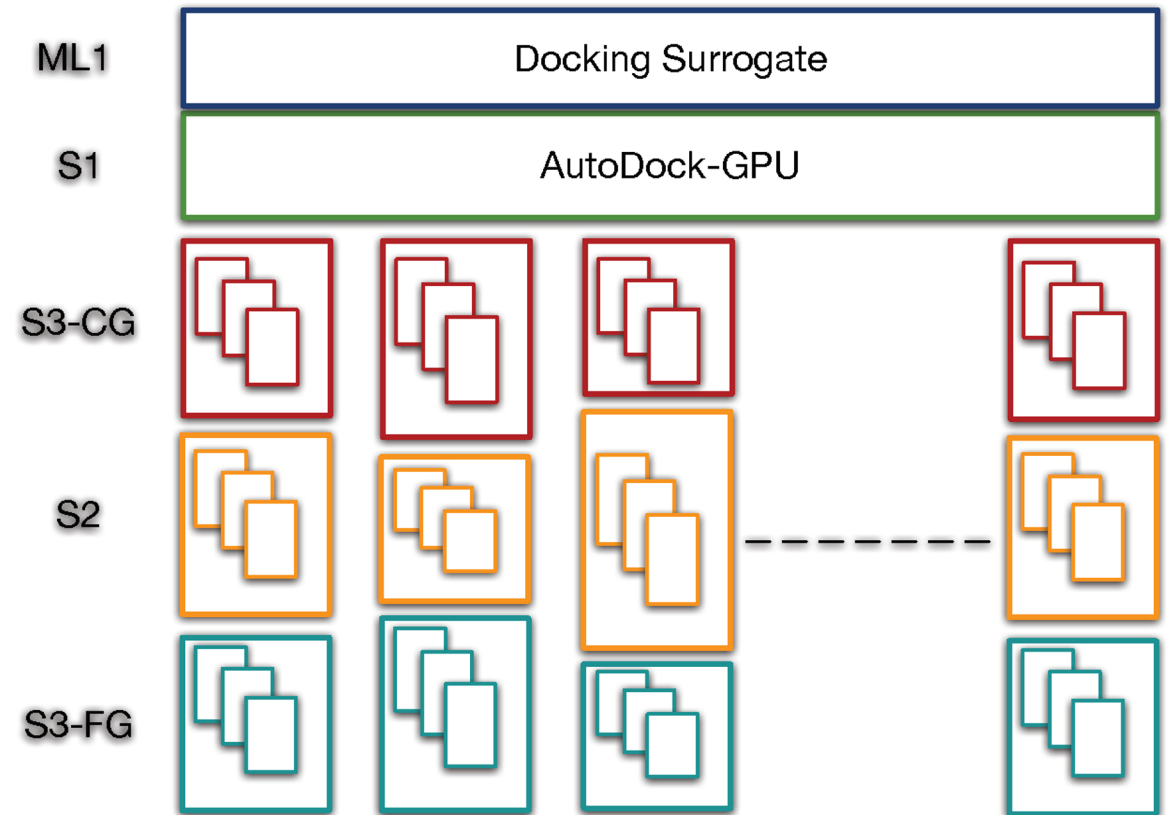 ML1
Docking Surrogate
S1
AutoDock-GPU
S3-CG
S2
S3-FG